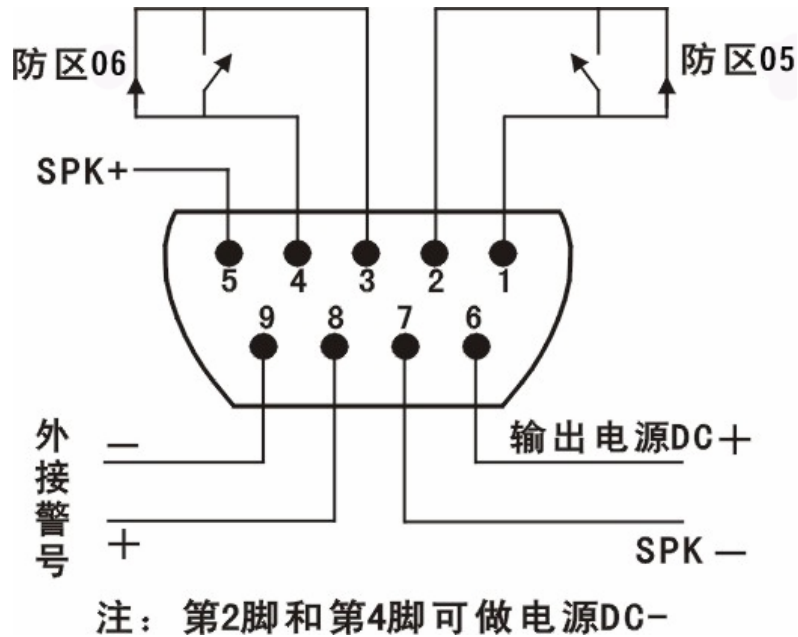 防区06
防区05
SPK+
5 4 3 2 1
9 8 7 6
外接警号
−
+
输出电源DC+
SPK −
注：第2脚和第4脚可做电源DC-